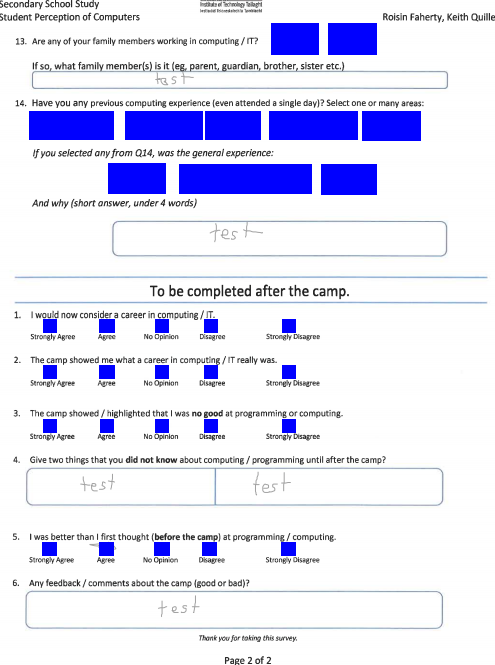 Secondary School Study
Institute of Technology Tallaght
Student Perception of Computers
Roisin Faherty, Keith Quille
13. Are any of your family members working in computing / IT?
If so, what family member(s) is it (eg, parent, guardian, brother, sister etc.)
test
14. Have you any previous computing experience (even attended a single day)? Select one or many areas:
If you selected any from Q14, was the general experience:
And why (short answer, under 4 words)
test
To be completed after the camp.
1. I would now consider a career in computing / IT.
Strongly Agree Agree No Opinion Disagree Strongly Disagree
2. The camp showed me what a career in computing / IT really was.
Strongly Agree Agree No Opinion Disagree Strongly Disagree
3. The camp showed / highlighted that I was no good at programming or computing.
Strongly Agree Agree No Opinion Disagree Strongly Disagree
4. Give two things that you did not know about computing / programming until after the camp?
test test
5. I was better than I first thought (before the camp) at programming / computing.
Strongly Agree Agree No Opinion Disagree Strongly Disagree
6. Any feedback / comments about the camp (good or bad)?
test
Thank you for taking this survey.
Page 2 of 2